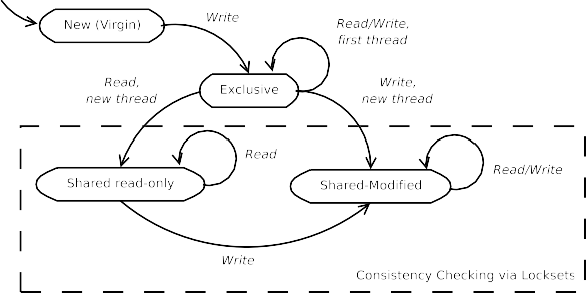 New (Virgin)
Write
Read/Write,
first thread
Exclusive
Read,
new thread
Write,
new thread
Shared read-only
Read
Shared-Modified
Read/Write
Write
Consistency Checking via Locksets